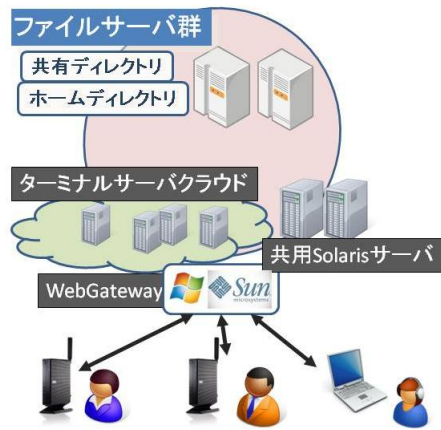 ファイルサーバ群
共有ディレクトリ
ホームディレクトリ
ターミナルサーバクラウド
共用Solarisサーバ
WebGateway
Sun
microsystems